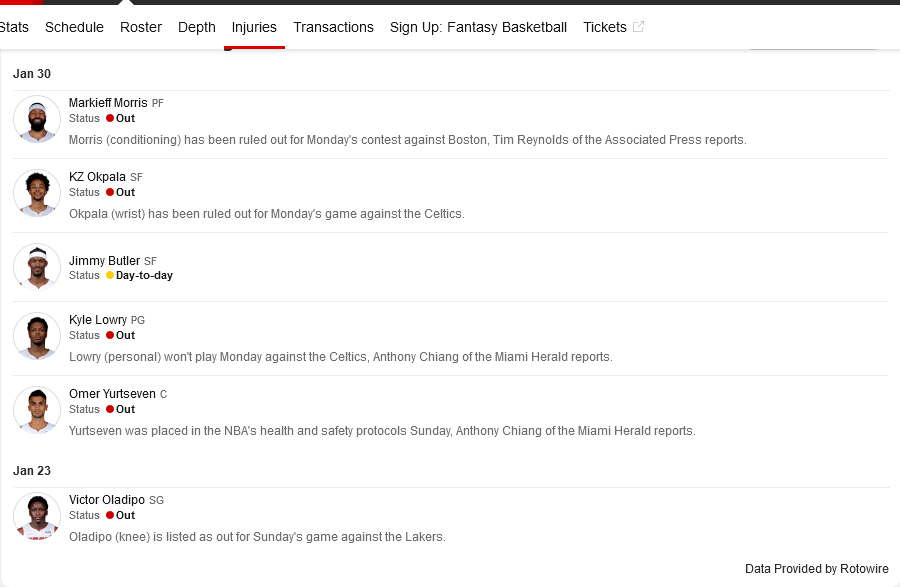 Stats Schedule Roster Depth Injuries Transactions Sign Up: Fantasy Basketball Tickets
Jan 30
Markieff Morris PF
Status Out
Morris (conditioning) has been ruled out for Monday's contest against Boston, Tim Reynolds of the Associated Press reports.
KZ Okpala SF
Status Out
Okpala (wrist) has been ruled out for Monday's game against the Celtics.
Jimmy Butler SF
Status Day-to-day
Kyle Lowry PG
Status Out
Lowry (personal) won't play Monday against the Celtics, Anthony Chiang of the Miami Herald reports.
Omer Yurtseven C
Status Out
Yurtseven was placed in the NBA's health and safety protocols Sunday, Anthony Chiang of the Miami Herald reports.
Jan 23
Victor Oladipo SG
Status Out
Oladipo (knee) is listed as out for Sunday's game against the Lakers.
Data Provided by Rotowire